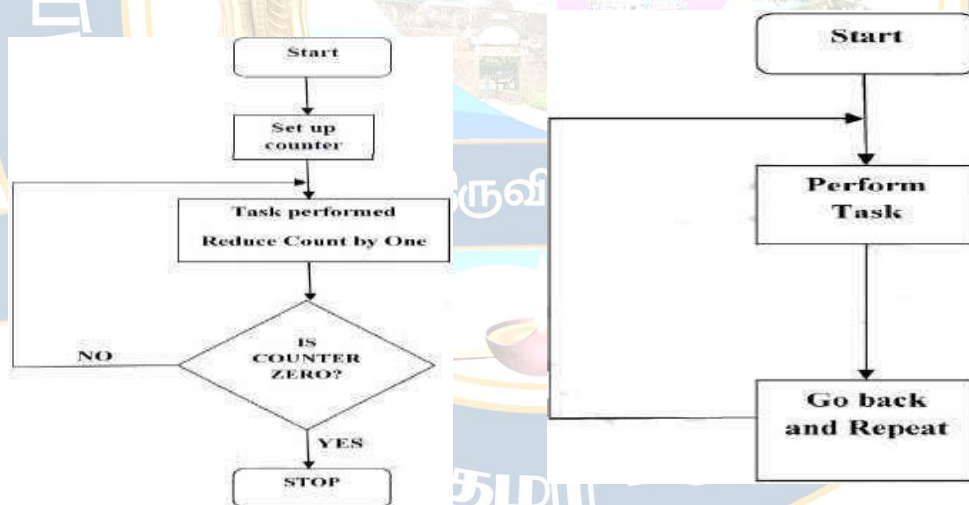 Start
Set up
counter
Task performed
Reduce Count by One
IS
COUNTER
ZERO?
NO
YES
STOP
Start
Perform
Task
Go back
and Repeat